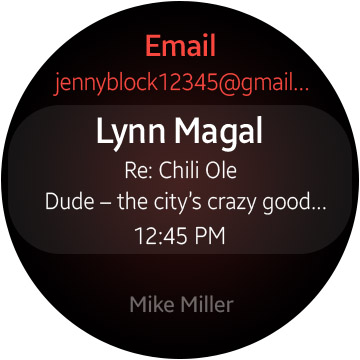 Email
jennyblock12345@gmail...
Lynn Magal
Re: Chili Ole
Dude – the city's crazy good...
12:45 PM
Mike Miller